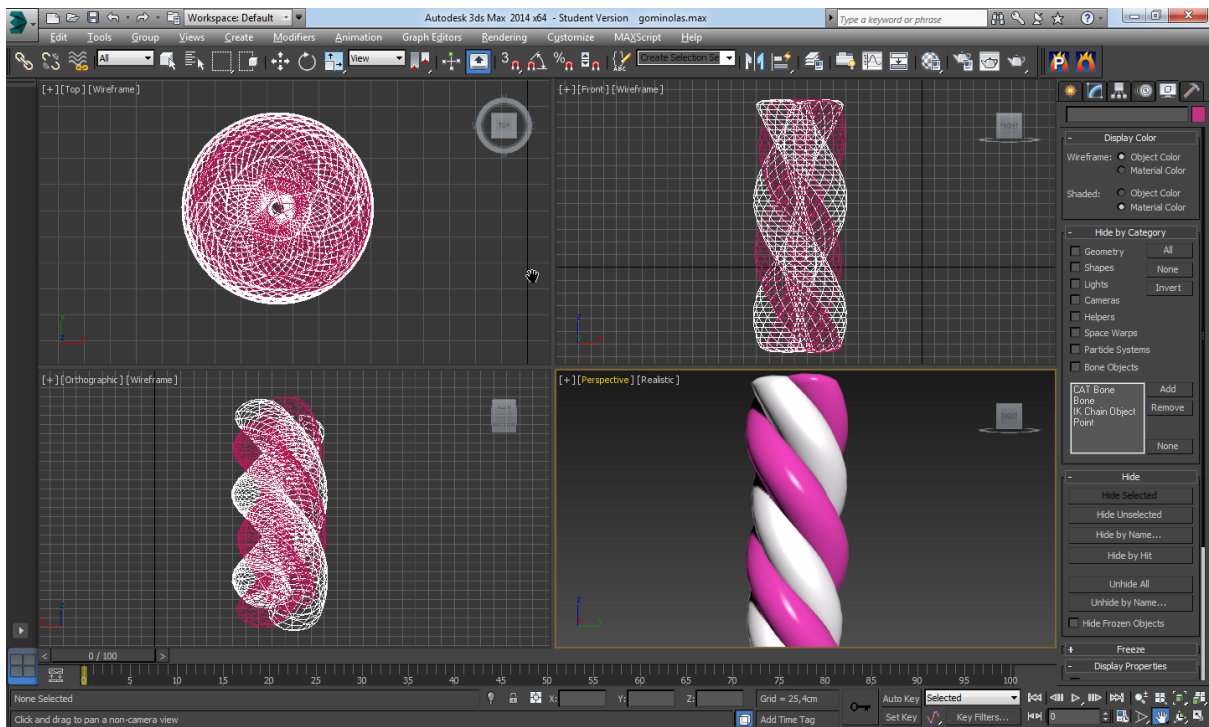 Workspace: Default
Autodesk 3ds Max 2014 x64 - Student Version gominolas.max
Type a keyword or phrase
Edit Tools Group Views Create Modifiers Animation Graph Editors Rendering Customize MAXScript Help
All
View
3
Create Selection Se
[+] [Top] [Wireframe]
TOP
[+] [Front] [Wireframe]
FRONT
Display Color
Wireframe: Object Color
Material Color
Shaded: Object Color
Material Color
Hide by Category
Geometry All
Shapes None
Lights Invert
Cameras
Helpers
Space Warps
Particle Systems
Bone Objects
CAT Bone
Bone
IK Chain Object
Point
Add
Remove
None
[+] [Orthographic] [Wireframe]
[+] [Perspective] [Realistic]
RIGHT
Hide
Hide Selected
Hide Unselected
Hide by Name...
Hide by Hit
Unhide All
Unhide by Name...
Hide Frozen Objects
+ Freeze
- Display Properties
< 0 / 100 >
0 5 10 15 20 25 30 35 40 45 50 55 60 65 70 75 80 85 90 95 100
None Selected
X: Y: Z: Grid = 25,4cm
Auto Key Selected
Click and drag to pan a non-camera view
Add Time Tag
Set Key Key Filters... 0